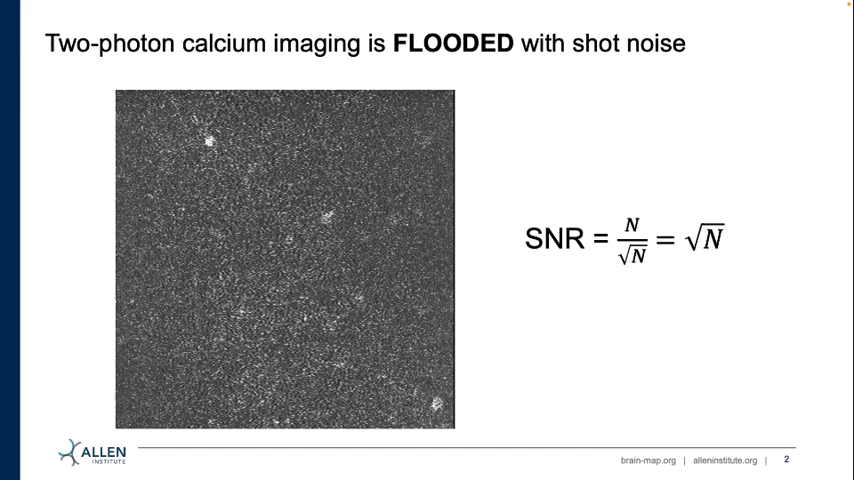 Two-photon calcium imaging is FLOODED with shot noise
SNR = N/√N = √N
ALLEN
INSTITUTE
brain-map.org | alleninstitute.org | 2